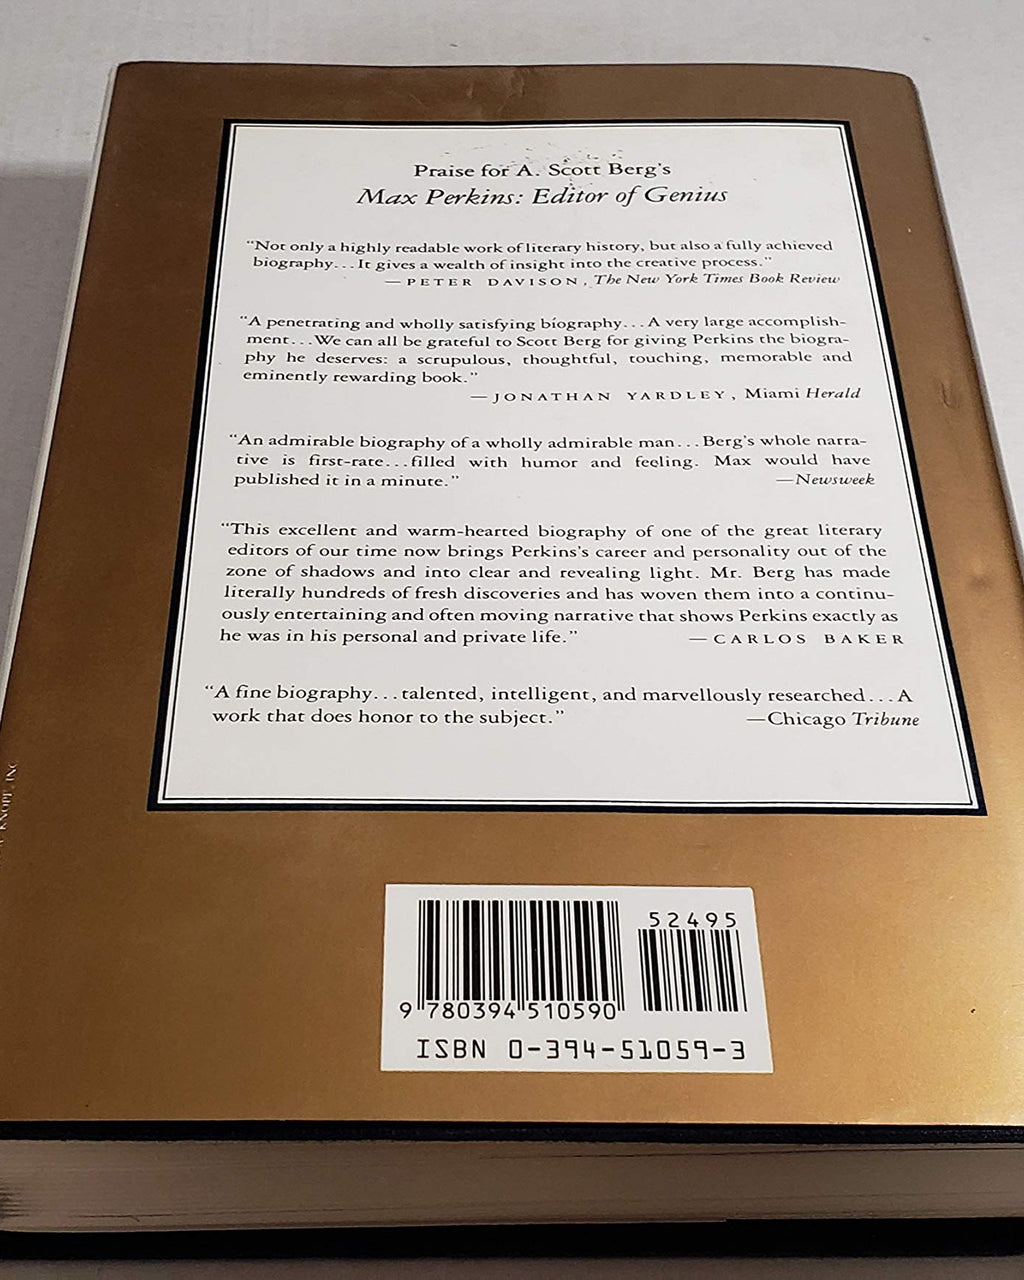 Praise for A. Scott Berg's
Max Perkins: Editor of Genius
“Not only a highly readable work of literary history, but also a fully achieved
biography...It gives a wealth of insight into the creative process.”
—PETER DAVISON, The New York Times Book Review
“A penetrating and wholly satisfying biography...A very large accomplish-
ment...We can all be grateful to Scott Berg for giving Perkins the biogra-
phy he deserves: a scrupulous, thoughtful, touching, memorable and
eminently rewarding book.”
—JONATHAN YARDLEY, Miami Herald
“An admirable biography of a wholly admirable man...Berg's whole narra-
tive is first-rate...filled with humor and feeling. Max would have
published it in a minute.” —Newsweek
“This excellent and warm-hearted biography of one of the great literary
editors of our time now brings Perkins's career and personality out of the
zone of shadows and into clear and revealing light. Mr. Berg has made
literally hundreds of fresh discoveries and has woven them into a continu-
ously entertaining and often moving narrative that shows Perkins exactly as
he was in his personal and private life.” —CARLOS BAKER
“A fine biography...talented, intelligent, and marvellously researched...A
work that does honor to the subject.” —Chicago Tribune
KNOPF, INC
52495
9 780394 510590
ISBN 0-394-51059-3